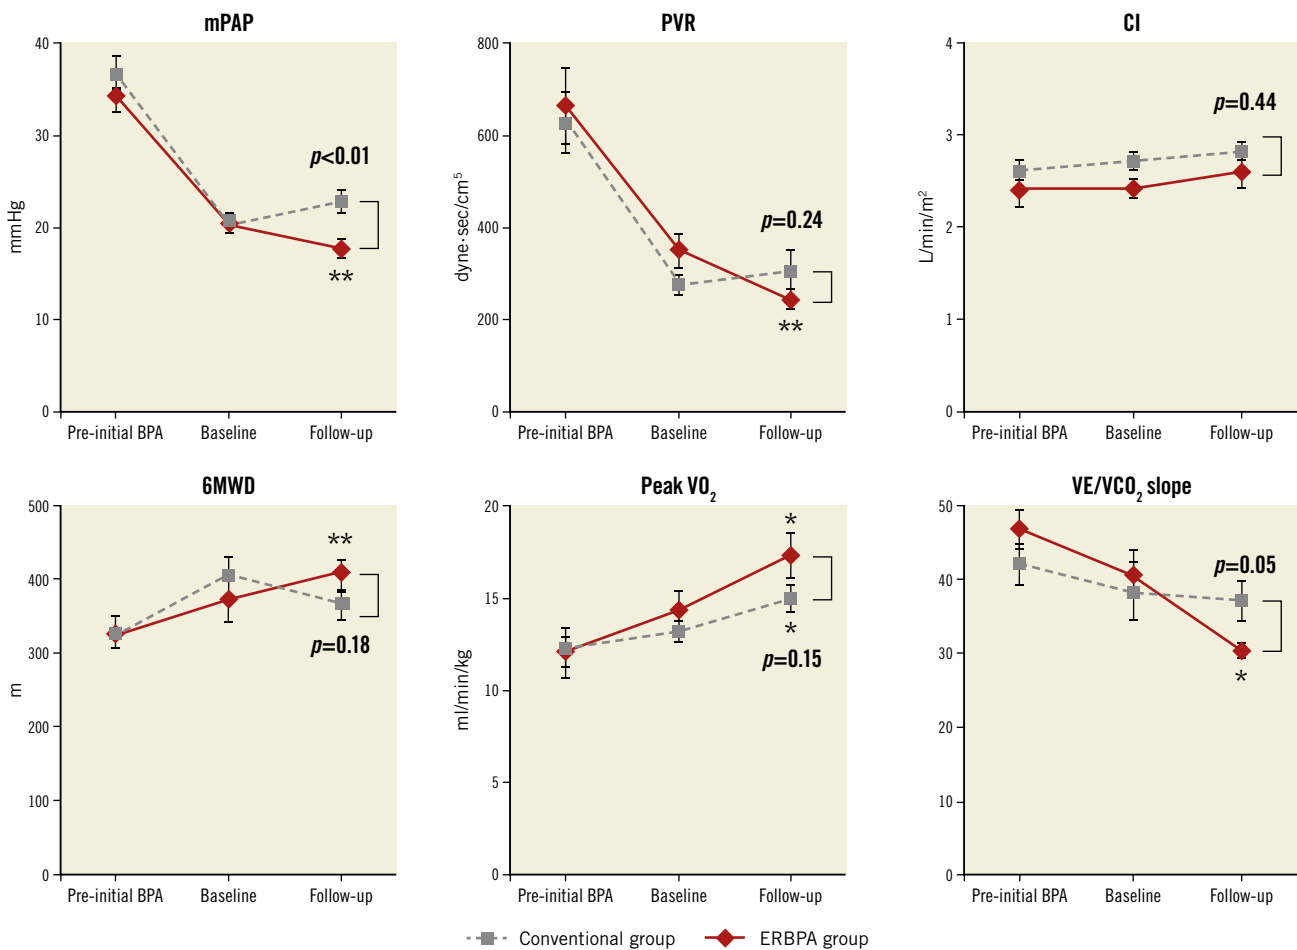 mPAP
40
30
20
10
0
mmHg
p<0.01
**
Pre-initial BPA Baseline Follow-up
PVR
800
600
400
200
0
dyne·sec/cm⁵
p=0.24
**
Pre-initial BPA Baseline Follow-up
CI
4
3
2
1
0
L/min/m²
p=0.44
Pre-initial BPA Baseline Follow-up
6MWD
500
400
300
200
100
0
m
**
p=0.18
Pre-initial BPA Baseline Follow-up
Peak VO₂
20
15
10
5
0
ml/min/kg
*
*
p=0.15
Pre-initial BPA Baseline Follow-up
VE/VCO₂ slope
50
40
30
20
10
0
p=0.05
*
Pre-initial BPA Baseline Follow-up
Conventional group ERBPA group